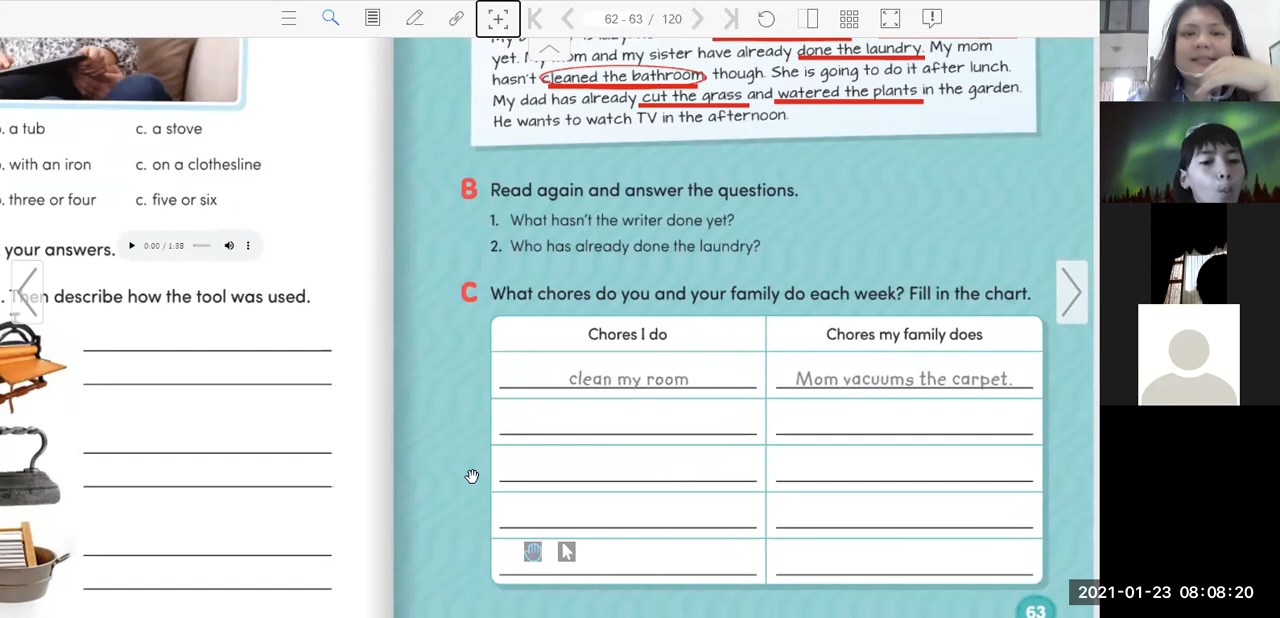 62 - 63 / 120
yet.
om and my sister have already done the laundry. My mom
hasn't cleaned the bathroom though. She is going to do it after lunch.
My dad has already cut the grass and watered the plants in the garden.
He wants to watch TV in the afternoon.
. a tub c. a stove
. with an iron c. on a clothesline
. three or four c. five or six
your answers. 0:00 / 1:38
. Then describe how the tool was used.
B Read again and answer the questions.
1. What hasn't the writer done yet?
2. Who has already done the laundry?
C What chores do you and your family do each week? Fill in the chart.
Chores I do Chores my family does
clean my room Mom vacuums the carpet.
63
2021-01-23 08:08:20